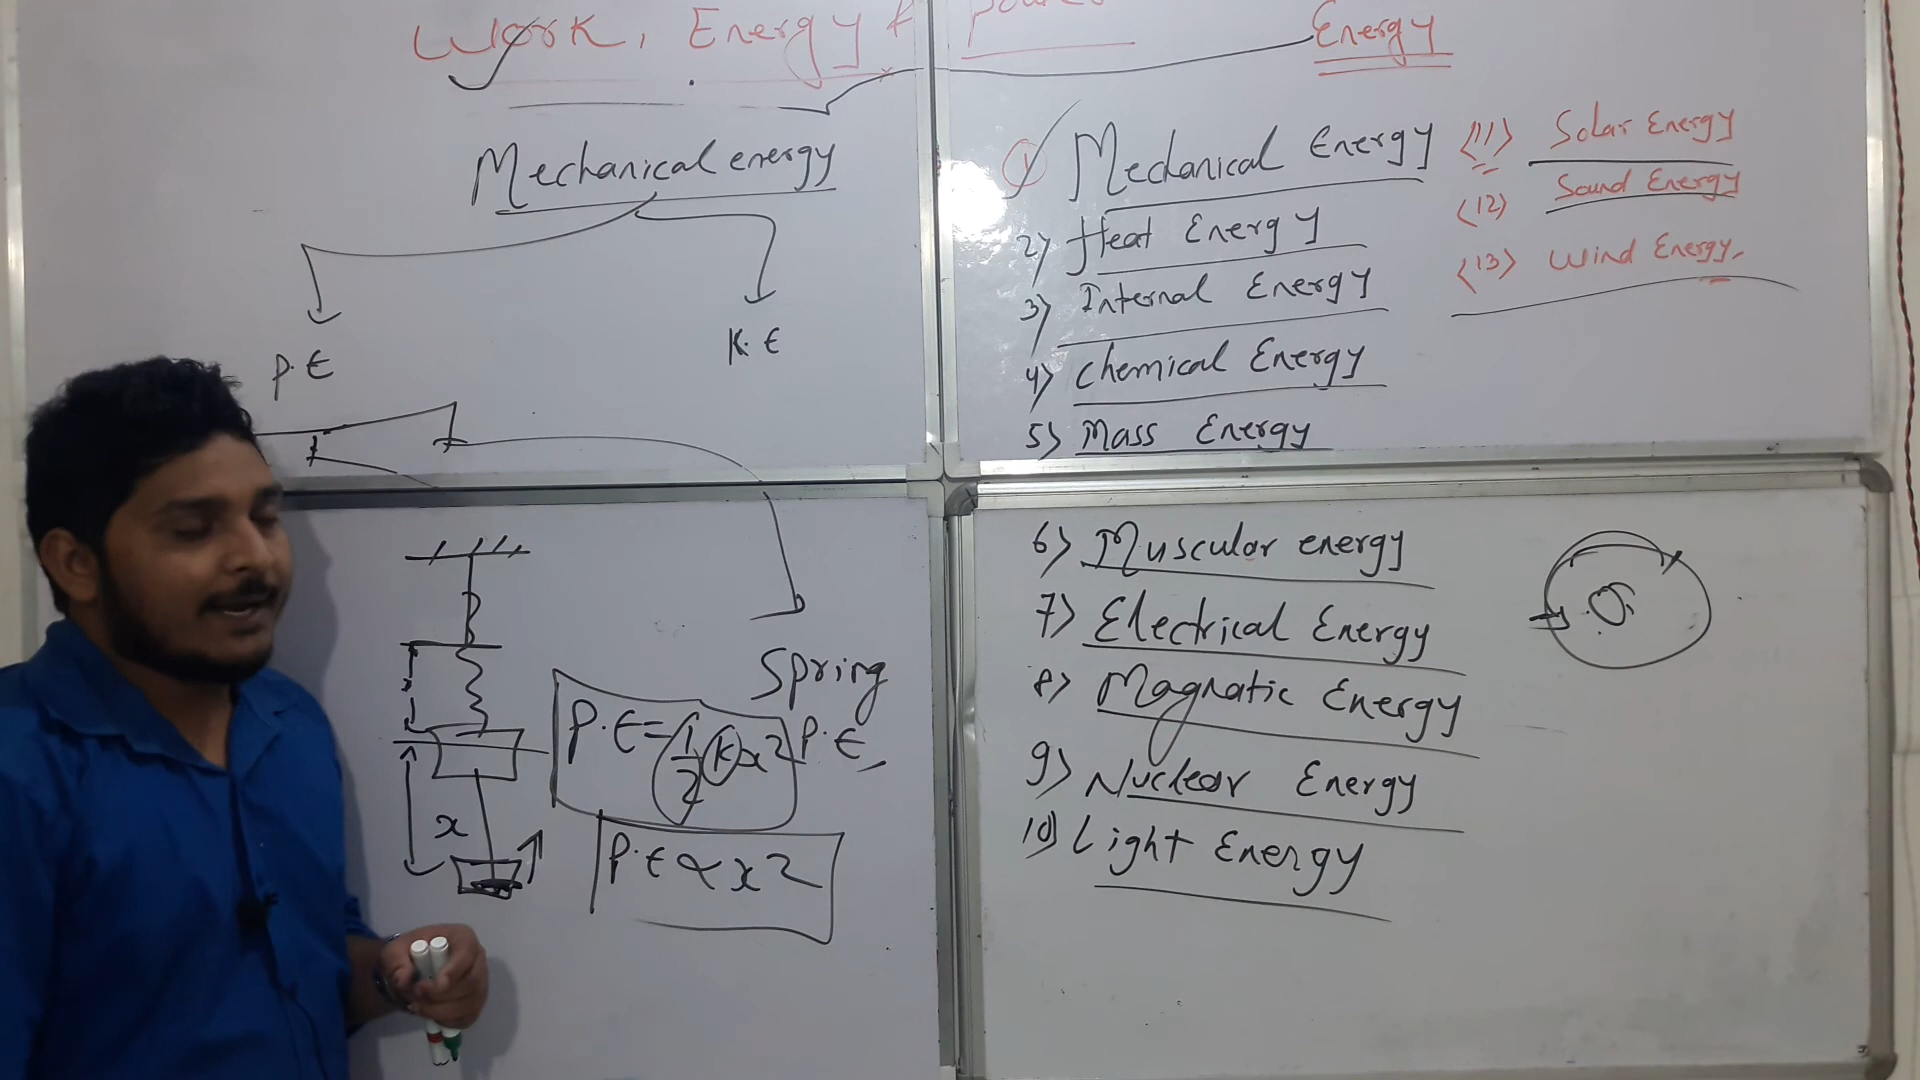 Work, Energy &
Energy
Mechanical energy
P.E
K.E
Spring
P.E
P.E = 1/2 kx2
x
P.E ∝ x2
1) Mechanical Energy
2) Heat Energy
3) Internal Energy
4) Chemical Energy
5) Mass Energy
<11> Solar Energy
<12> Sound Energy
<13> Wind Energy.
6) Muscular energy
7) Electrical Energy
8) Magnatic Energy
9) Nuclear Energy
10) Light Energy